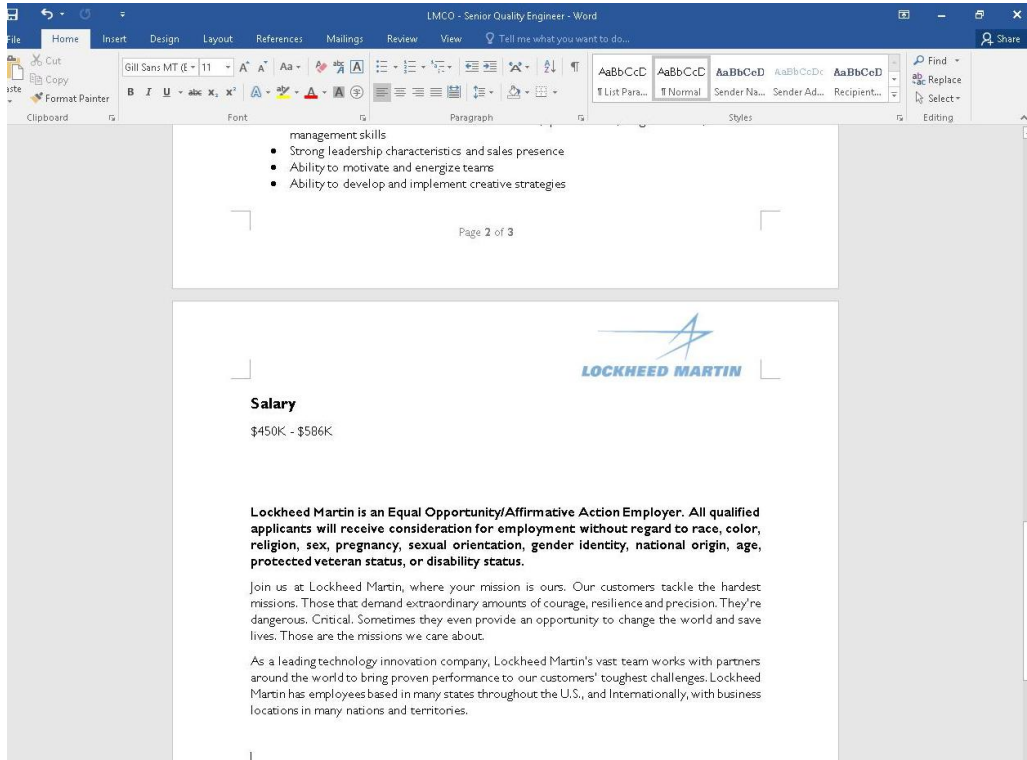 LMCO - Senior Quality Engineer - Word
File Home Insert Design Layout References Mailings Review View Tell me what you want to do... Share
Cut
Copy
Format Painter
Gill Sans MT (E 11
Aa
B I U abc x₂ x²
AaBbCcD AaBbCcD AaBbCcD AaBbCcDc AaBbCcD
¶ List Para... ¶ Normal Sender Na... Sender Ad... Recipient...
Find
Replace
Select
Clipboard Font Paragraph Styles Editing
management skills
• Strong leadership characteristics and sales presence
• Ability to motivate and energize teams
• Ability to develop and implement creative strategies
Page 2 of 3
LOCKHEED MARTIN
Salary
$450K - $586K
Lockheed Martin is an Equal Opportunity/Affirmative Action Employer. All qualified
applicants will receive consideration for employment without regard to race, color,
religion, sex, pregnancy, sexual orientation, gender identity, national origin, age,
protected veteran status, or disability status.
Join us at Lockheed Martin, where your mission is ours. Our customers tackle the hardest
missions. Those that demand extraordinary amounts of courage, resilience and precision. They're
dangerous. Critical. Sometimes they even provide an opportunity to change the world and save
lives. Those are the missions we care about.
As a leading technology innovation company, Lockheed Martin's vast team works with partners
around the world to bring proven performance to our customers' toughest challenges. Lockheed
Martin has employees based in many states throughout the U.S., and Internationally, with business
locations in many nations and territories.